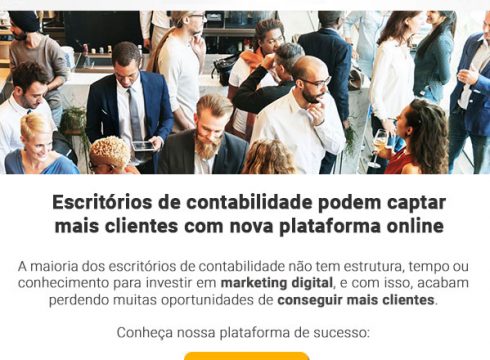 Escritórios de contabilidade podem captar
mais clientes com nova plataforma online
A maioria dos escritórios de contabilidade não tem estrutura, tempo ou
conhecimento para investir em marketing digital, e com isso, acabam
perdendo muitas oportunidades de conseguir mais clientes.
Conheça nossa plataforma de sucesso: